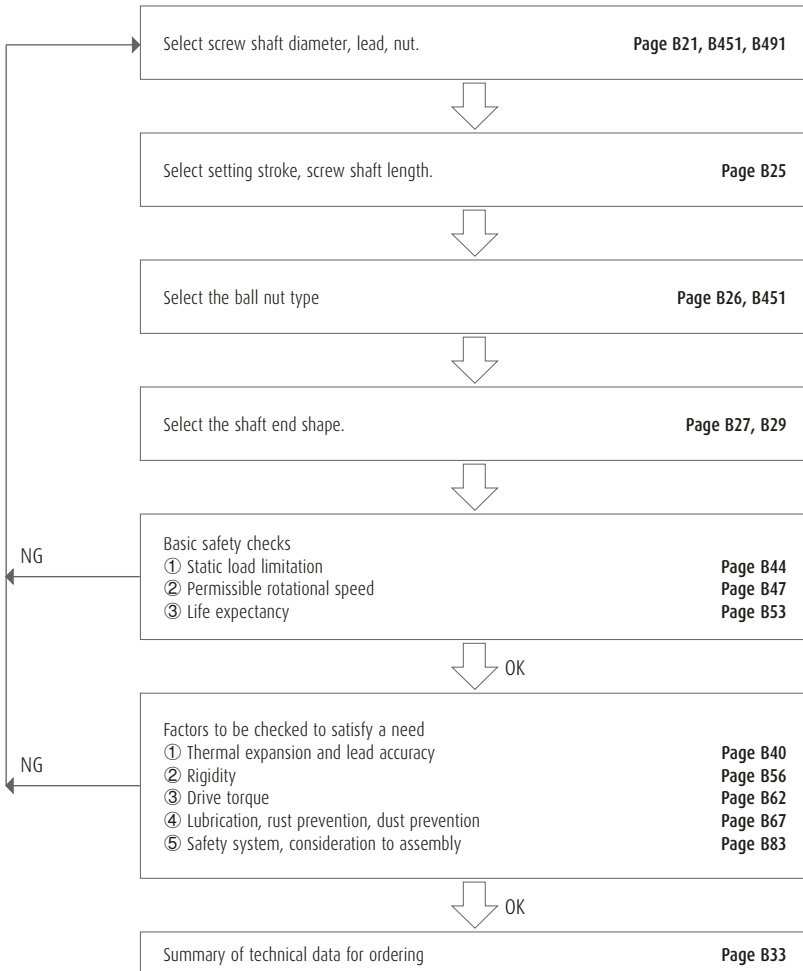 Select screw shaft diameter, lead, nut. Page B21, B451, B491
Select setting stroke, screw shaft length. Page B25
Select the ball nut type Page B26, B451
Select the shaft end shape. Page B27, B29
Basic safety checks
① Static load limitation Page B44
② Permissible rotational speed Page B47
③ Life expectancy Page B53
NG
OK
Factors to be checked to satisfy a need
① Thermal expansion and lead accuracy Page B40
② Rigidity Page B56
③ Drive torque Page B62
④ Lubrication, rust prevention, dust prevention Page B67
⑤ Safety system, consideration to assembly Page B83
NG
OK
Summary of technical data for ordering Page B33